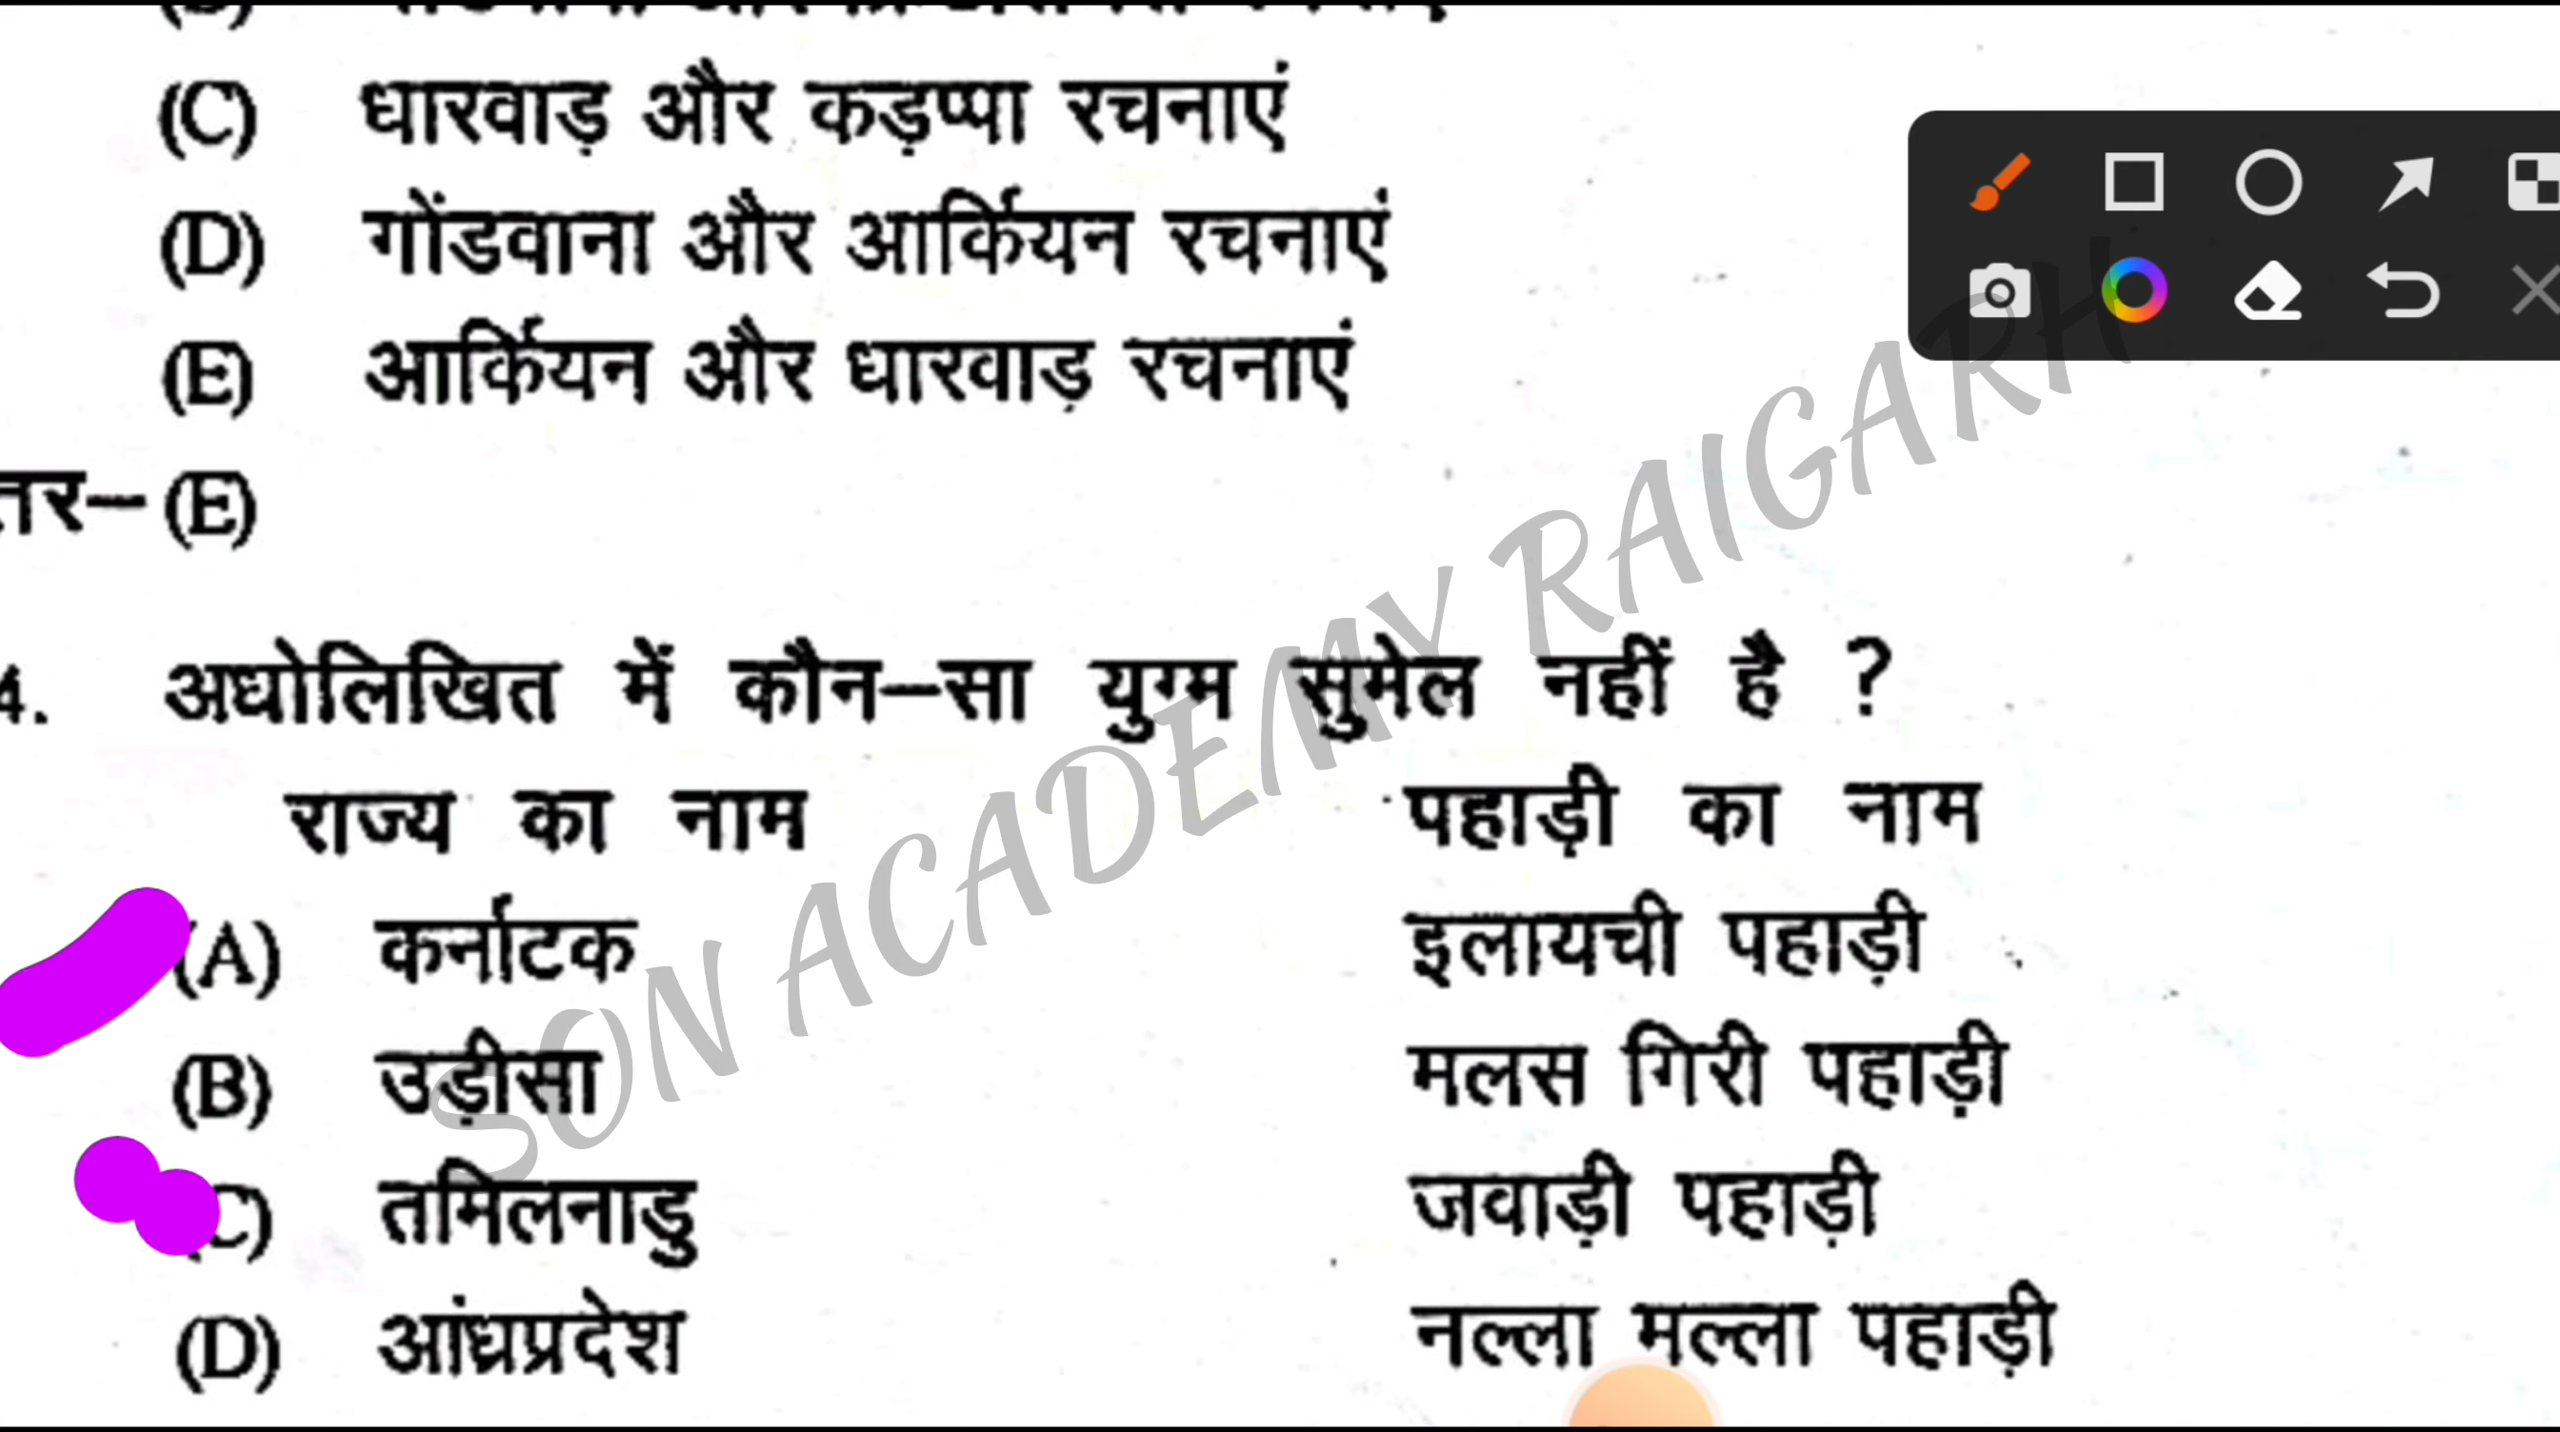 (C) धारवाड़ और कड़प्पा रचनाएं
(D) गोंडवाना और आर्कियन रचनाएं
(E) आर्कियन और धारवाड़ रचनाएं
तर– (E)
4. अधोलिखित में कौन–सा युग्म सुमेल नहीं है ?
राज्य का नाम पहाड़ी का नाम
(A) कर्नाटक इलायची पहाड़ी
(B) उड़ीसा मलस गिरी पहाड़ी
(C) तमिलनाडु जवाड़ी पहाड़ी
(D) आंध्रप्रदेश नल्ला मल्ला पहाड़ी
SON ACADEMY RAIGARH